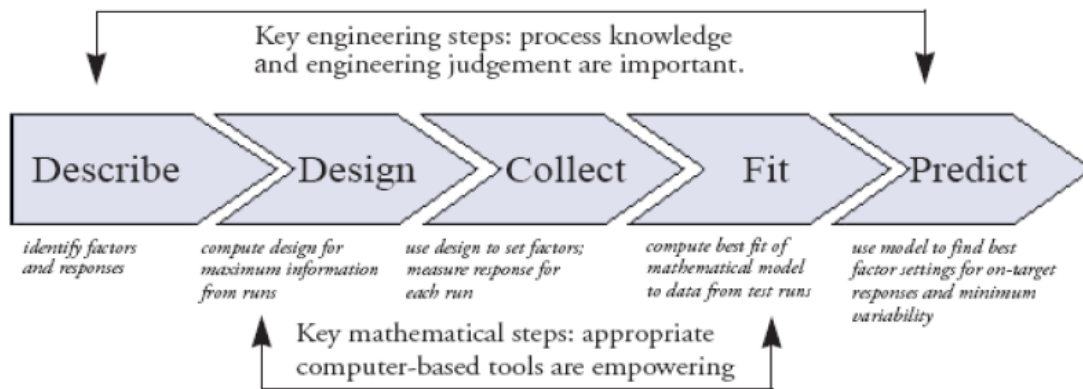 Key engineering steps: process knowledge
and engineering judgement are important.
Describe
Design
Collect
Fit
Predict
identify factors
and responses
compute design for
maximum information
from runs
use design to set factors;
measure response for
each run
compute best fit of
mathematical model
to data from test runs
use model to find best
factor settings for on-target
responses and minimum
variability
Key mathematical steps: appropriate
computer-based tools are empowering